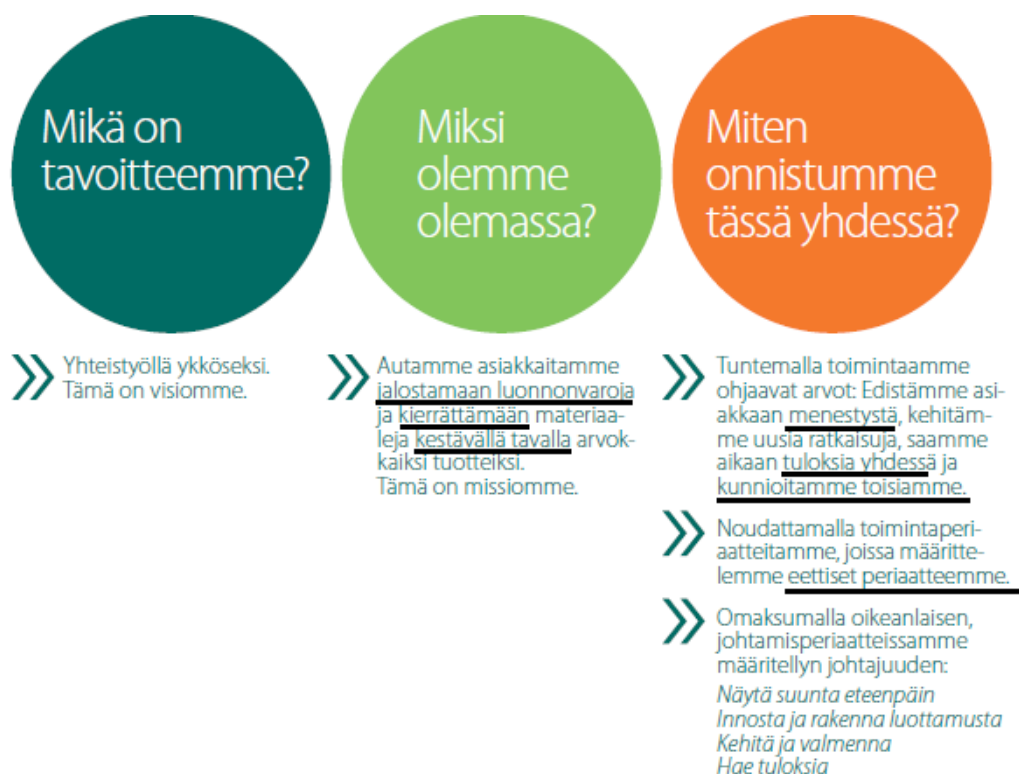 Mikä on
tavoitteemme?
Yhteistyöllä ykköseksi.
Tämä on visiomme.
Miksi
olemme
olemassa?
Autamme asiakkaitamme
jalostamaan luonnonvaroja
ja kierrättämään materiaa-
leja kestävällä tavalla arvok-
kaiksi tuotteiksi.
Tämä on missiomme.
Miten
onnistumme
tässä yhdessä?
Tuntemalla toimintaamme
ohjaavat arvot: Edistämme asi-
akkaan menestystä, kehitäm-
me uusia ratkaisuja, saamme
aikaan tuloksia yhdessä ja
kunnioitamme toisiamme.
Noudattamalla toimintaperi-
aatteitamme, joissa määritte-
lemme eettiset periaatteemme.
Omaksumalla oikeanlaisen,
johtamisperiaatteissamme
määritellyn johtajuuden:
Näytä suunta eteenpäin
Innosta ja rakenna luottamusta
Kehitä ja valmenna
Hae tuloksia